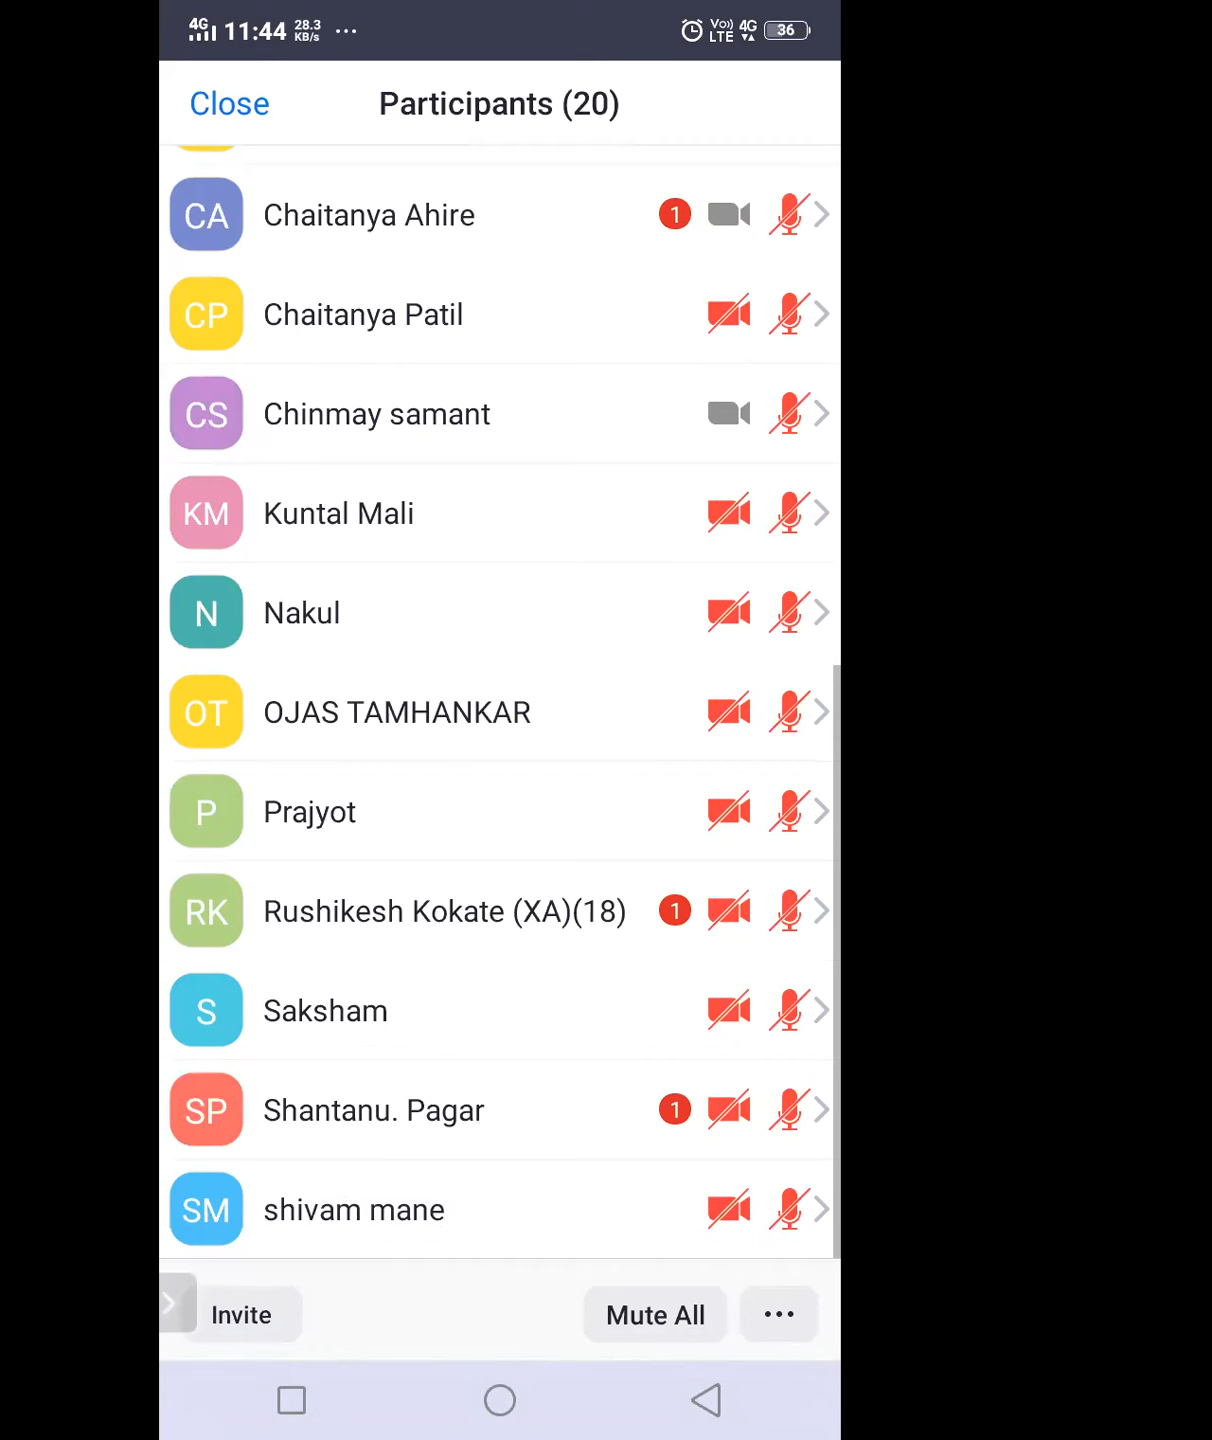 4G 11:44 28.3 KB/s ... Vo)) LTE 4G 36
Close Participants (20)
CA Chaitanya Ahire 1
CP Chaitanya Patil
CS Chinmay samant
KM Kuntal Mali
N Nakul
OT OJAS TAMHANKAR
P Prajyot
RK Rushikesh Kokate (XA)(18) 1
S Saksham
SP Shantanu. Pagar 1
SM shivam mane
Invite Mute All ...